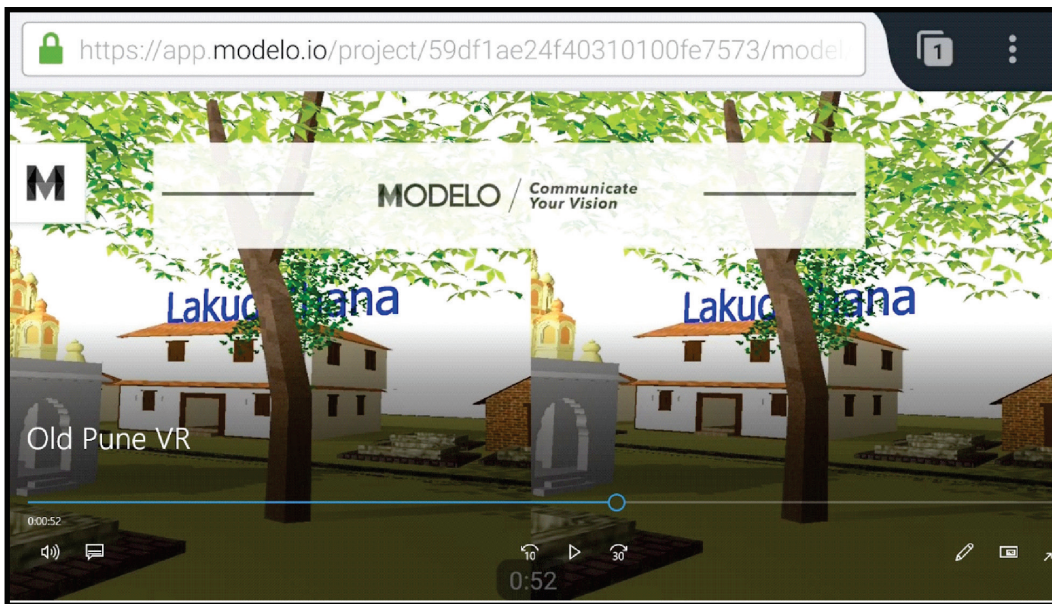 https://app.modelo.io/project/59df1ae24f40310100fe7573/model
1
M
MODELO / Communicate
Your Vision
Old Pune VR
0:00:52
10
30
0:52